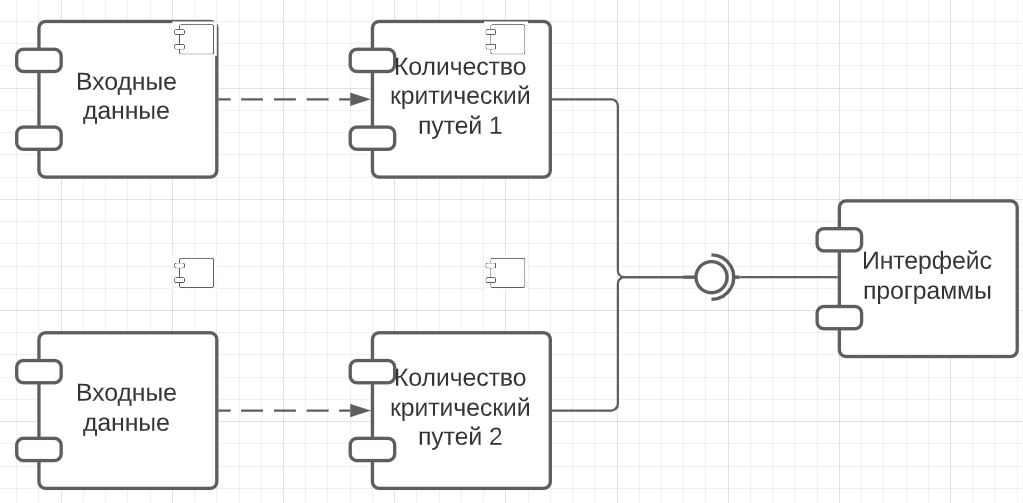 Входные
данные
Количество
критический
путей 1
Интерфейс
программы
Входные
данные
Количество
критический
путей 2